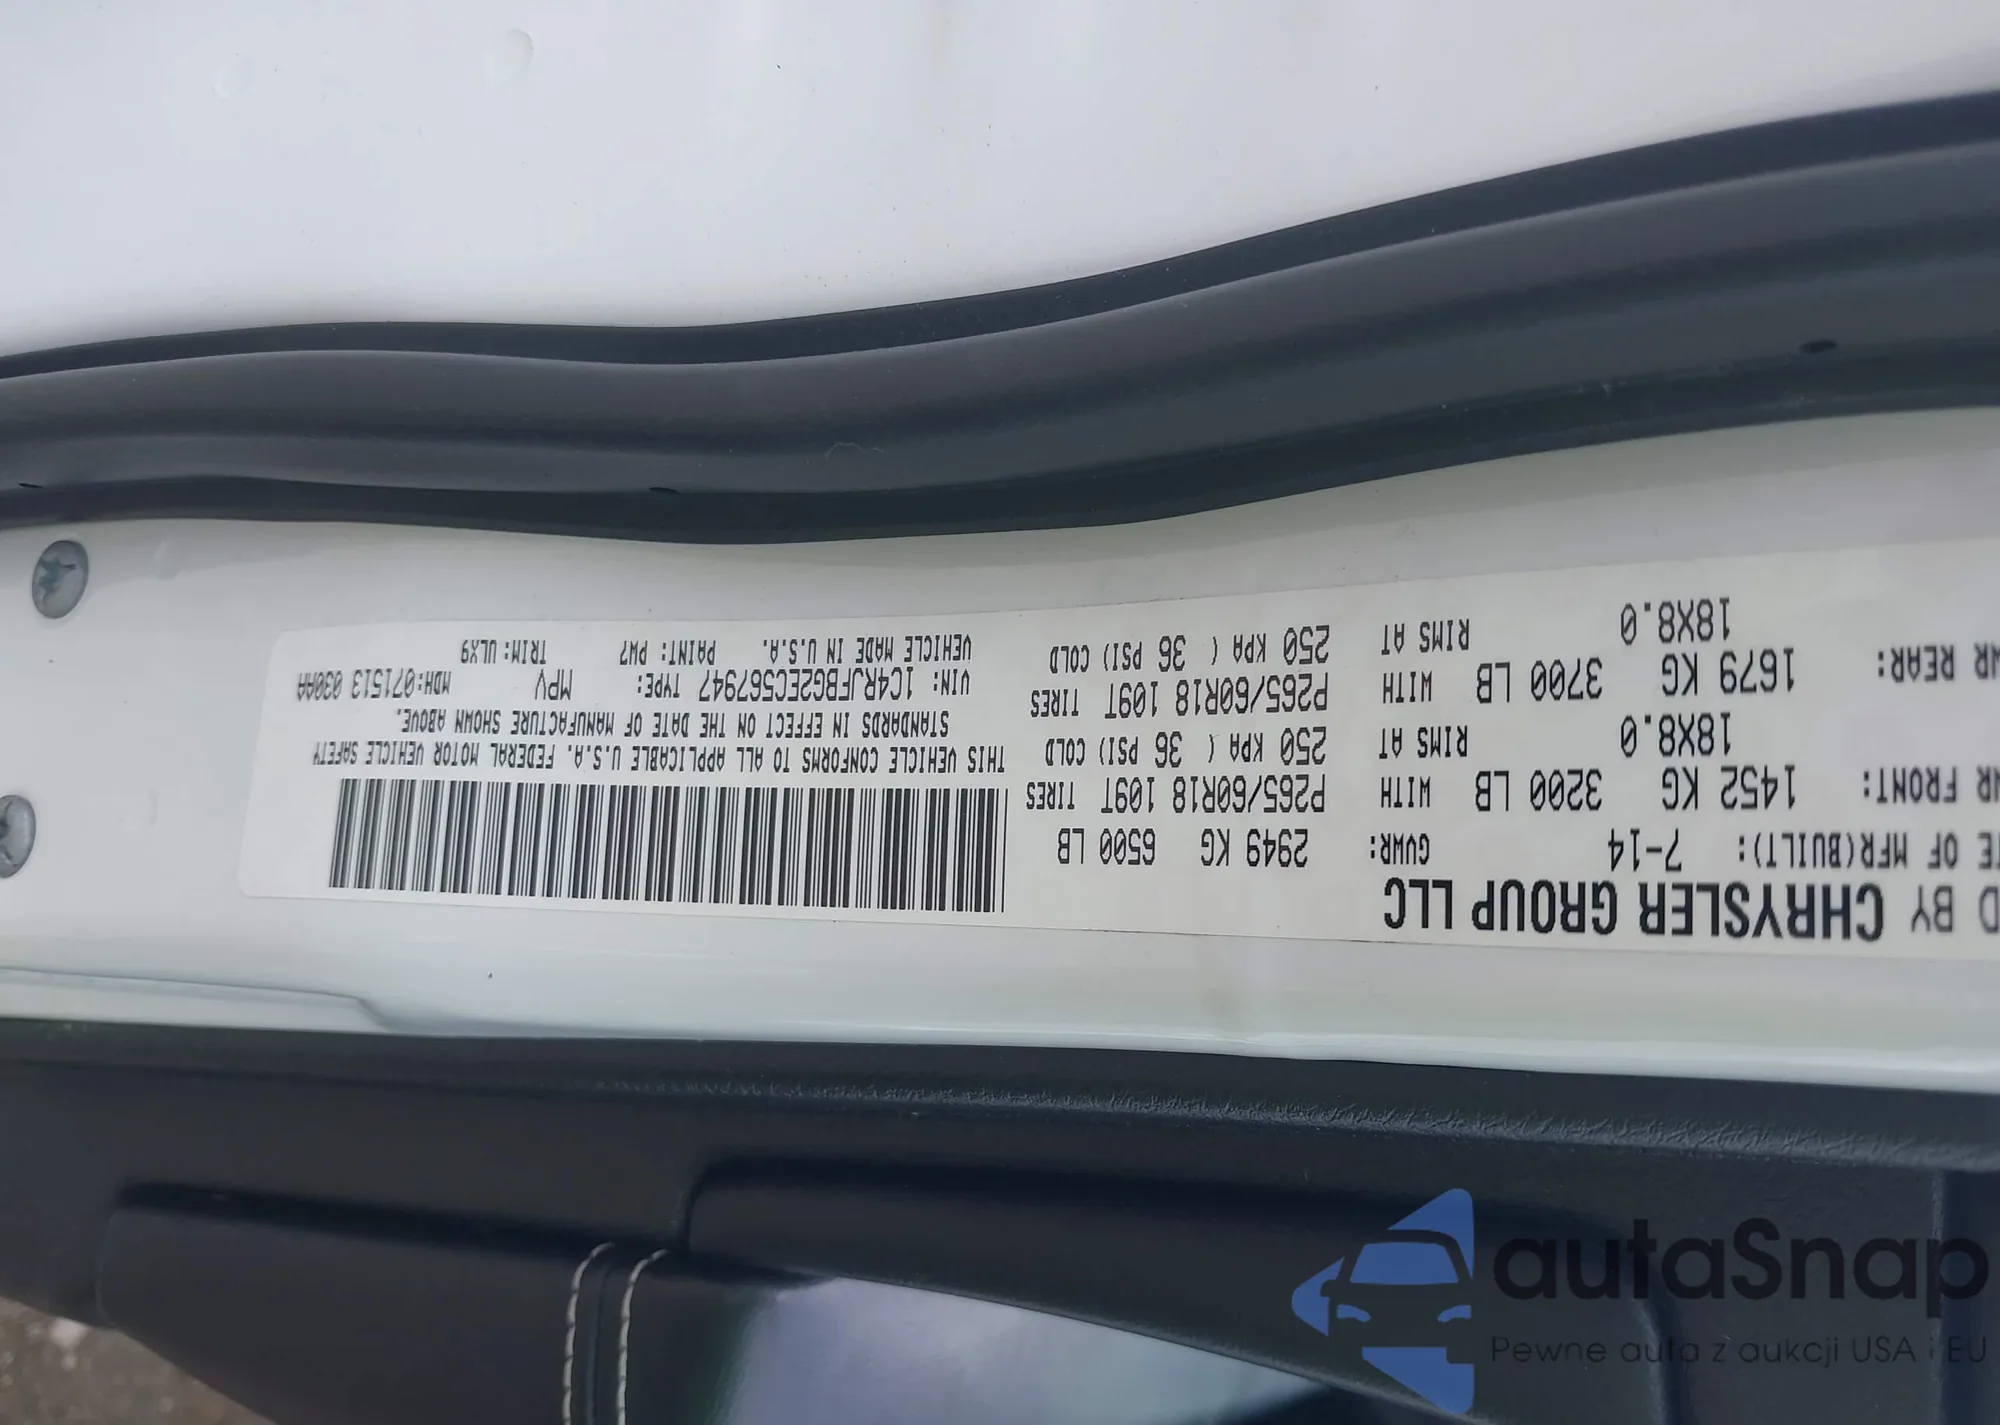 D BY CHRYSLER GROUP LLC
TE OF MFR(BUILT): 7-14 GVWR: 2949 KG 6500 LB
WR FRONT: 1452 KG 3200 LB WITH P265/60R18 109T TIRES
18X8.0 RIMS AT 250 KPA ( 36 PSI) COLD
WR REAR: 1679 KG 3700 LB WITH P265/60R18 109T TIRES
18X8.0 RIMS AT 250 KPA ( 36 PSI) COLD
THIS VEHICLE CONFORMS TO ALL APPLICABLE U.S.A. FEDERAL MOTOR VEHICLE SAFETY
STANDARDS IN EFFECT ON THE DATE OF MANUFACTURE SHOWN ABOVE.
VIN: 1C4RJFBG2EC567947 TYPE: MPV MDH:071513 030AA
VEHICLE MADE IN U.S.A. PAINT: PW7 TRIM: ULX9
autaSnap
Pewne auta z aukcji USA i EU